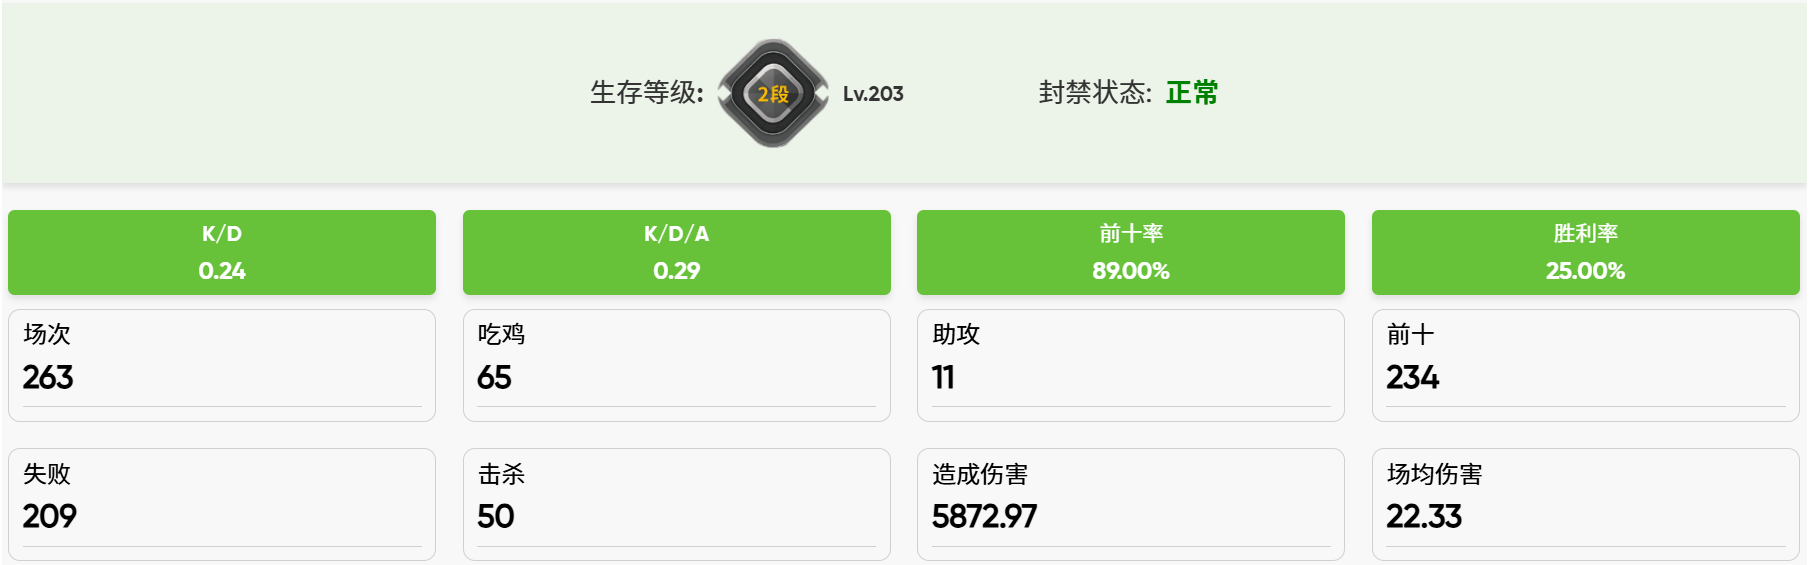 生存等级: 2段 Lv.203 封禁状态: 正常
K/D K/D/A 前十率 胜利率
0.24 0.29 89.00% 25.00%
场次 吃鸡 助攻 前十
263 65 11 234
失败 击杀 造成伤害 场均伤害
209 50 5872.97 22.33